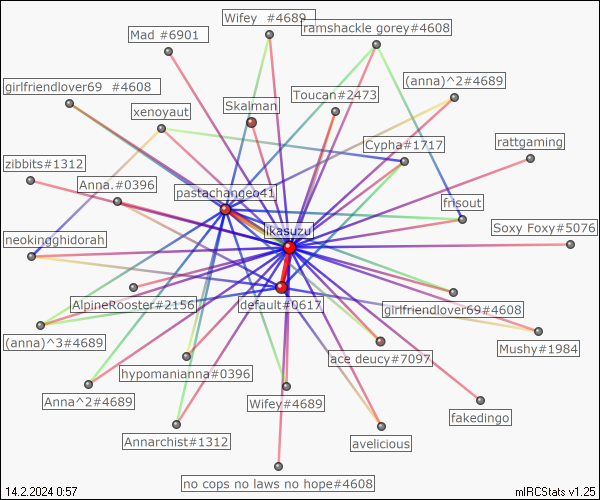 Wifey  #4689
ramshackle gorey#4608
Mad #6901
girlfriendlover69  #4608
(anna)^2#4689
Toucan#2473
Skalman
xenoyaut
Cypha#1717
rattgaming
zibbits#1312
Anna.#0396
pastachangeo41
frisout
likasuzu
Soxy Foxy#5076
neokingghidorah
AlpineRooster#2156
default#0617
girlfriendlover69#4608
(anna)^3#4689
Mushy#1984
ace deucy#7097
hypomanianna#0396
Anna^2#4689
Wifey#4689
fakedingo
Annarchist#1312
avelicious
no cops no laws no hope#4608
14.2.2024 0:57
mIRCStats v1.25